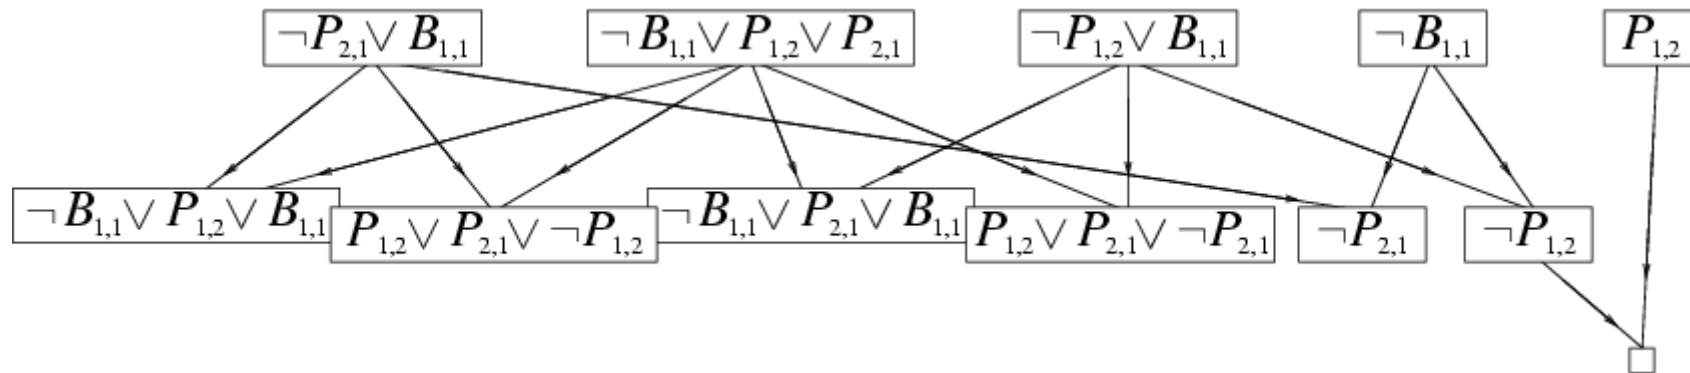 ¬P₂,₁∨ B₁,₁
¬ B₁,₁∨ P₁,₂∨ P₂,₁
¬P₁,₂∨ B₁,₁
¬B₁,₁
P₁,₂
¬ B₁,₁∨ P₁,₂∨ B₁,₁
P₁,₂∨ P₂,₁∨ ¬P₁,₂
¬B₁,₁∨ P₂,₁∨ B₁,₁
P₁,₂∨ P₂,₁∨ ¬P₂,₁
¬P₂,₁
¬P₁,₂